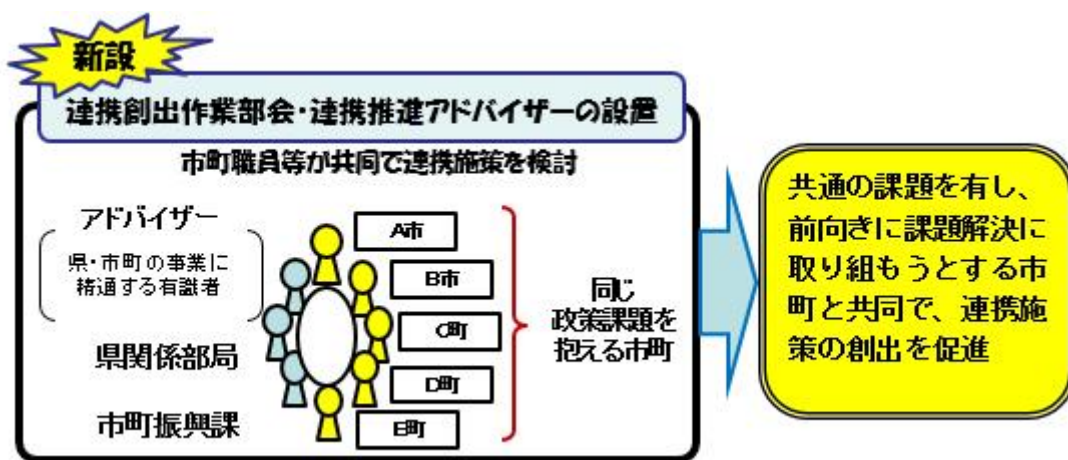 新設
連携創出作業部会・連携推進アドバイザーの設置
市町職員等が共同で連携施策を検討
アドバイザー
県・市町の事業に
精通する有識者
県関係部局
市町振興課
A市
B市
C町
D町
E町
同じ
政策課題を
抱える市町
共通の課題を有し、
前向きに課題解決に
取り組もうとする市
町と共同で、連携施
策の創出を促進